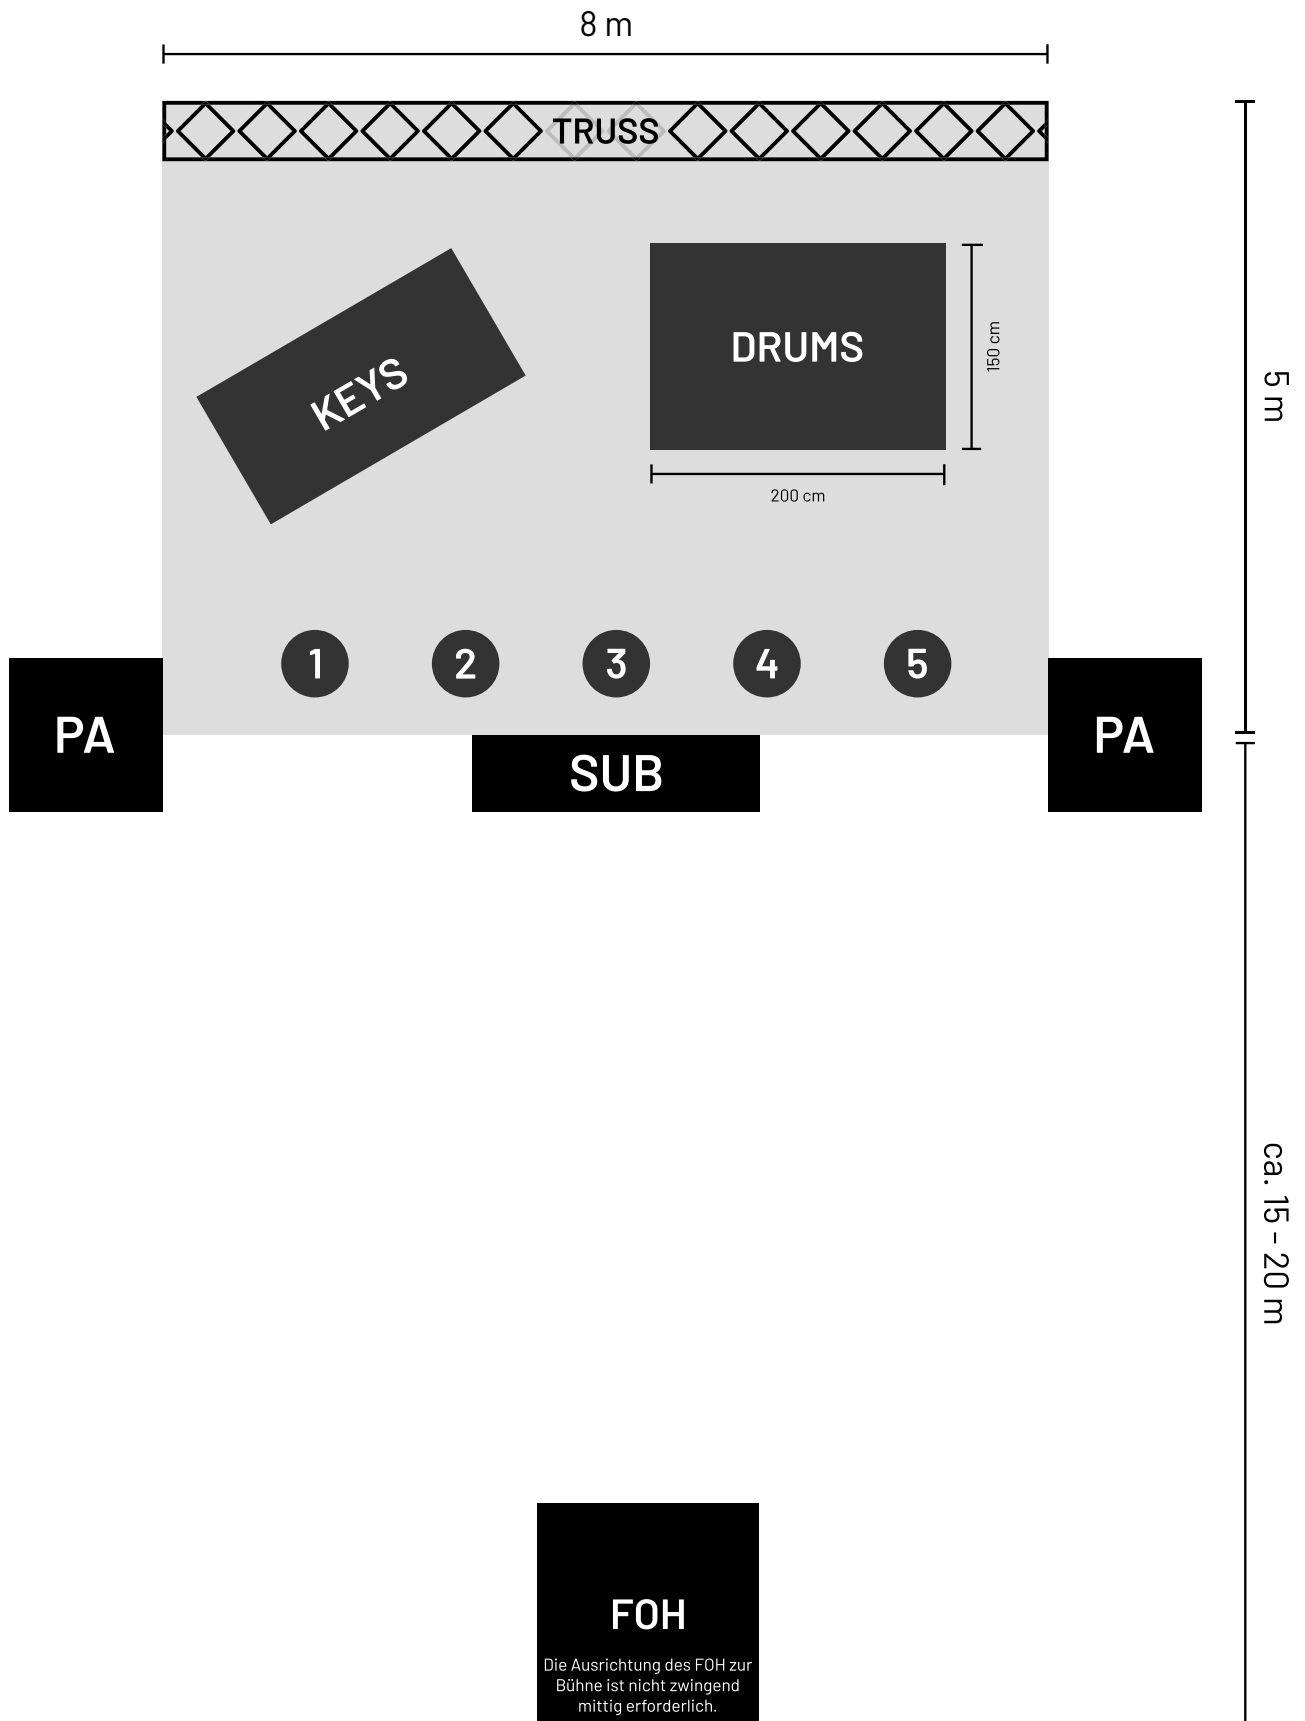 8 m
TRUSS
5 m
KEYS
DRUMS
150 cm
200 cm
1
2
3
4
5
PA
PA
SUB
ca. 15 - 20 m
FOH
Die Ausrichtung des FOH zur
Bühne ist nicht zwingend
mittig erforderlich.